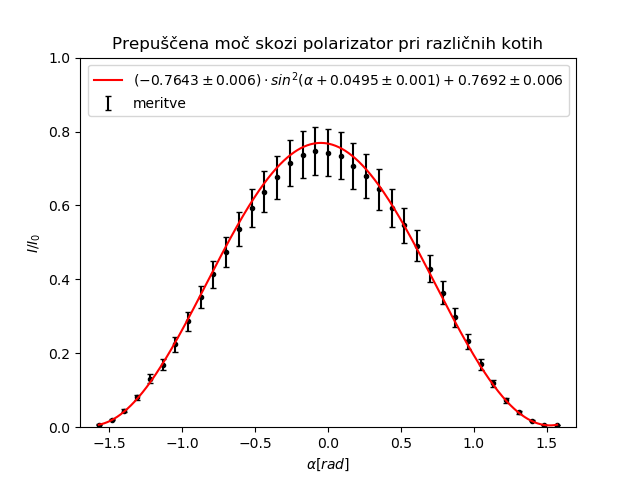 Prepuščena moč skozi polarizator pri različnih kotih
(−0.7643 ± 0.006) · sin²(α + 0.0495 ± 0.001) + 0.7692 ± 0.006
meritve
1.0
0.8
0.6
0.4
0.2
0.0
I/I₀
−1.5 −1.0 −0.5 0.0 0.5 1.0 1.5
α[rad]